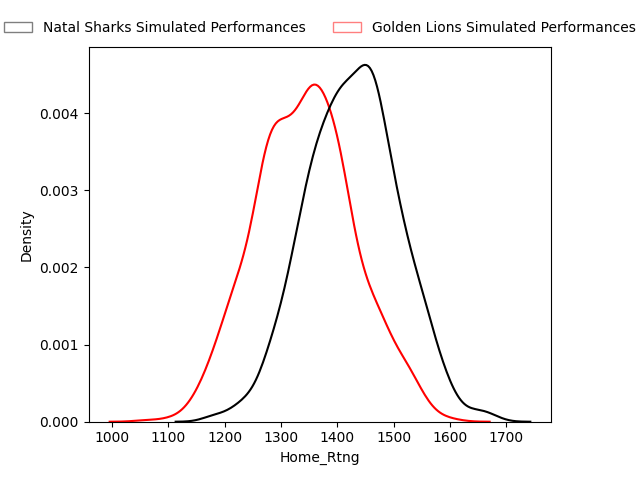 Natal Sharks Simulated Performances Golden Lions Simulated Performances
0.004
0.003
0.002
0.001
0.000
Density
1000 1100 1200 1300 1400 1500 1600 1700
Home_Rtng